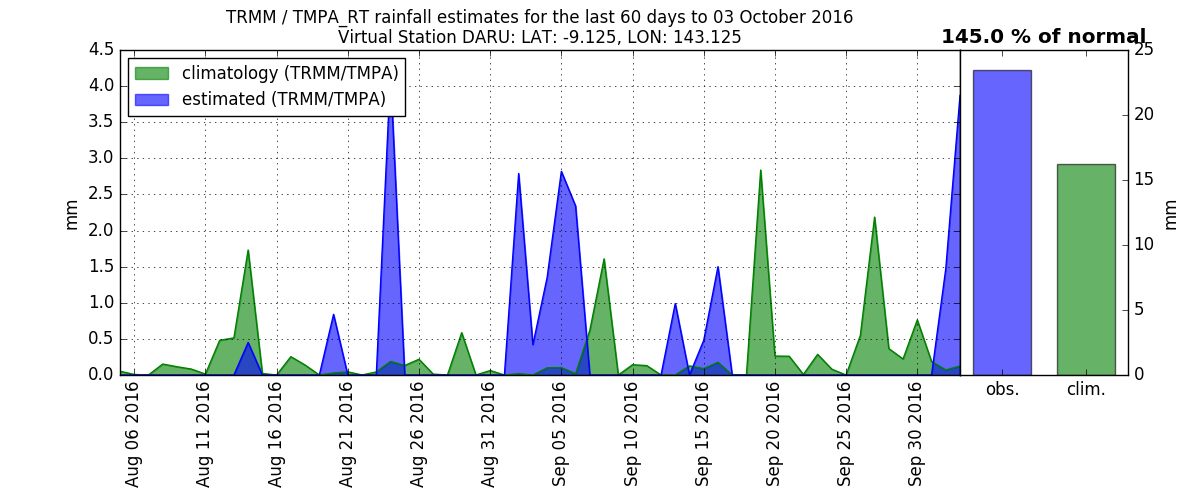 TRMM / TMPA_RT rainfall estimates for the last 60 days to 03 October 2016
Virtual Station DARU: LAT: -9.125, LON: 143.125
145.0 % of normal
climatology (TRMM/TMPA)
estimated (TRMM/TMPA)
4.5
4.0
3.5
3.0
2.5
2.0
1.5
1.0
0.5
0.0
mm
Aug 06 2016
Aug 11 2016
Aug 16 2016
Aug 21 2016
Aug 26 2016
Aug 31 2016
Sep 05 2016
Sep 10 2016
Sep 15 2016
Sep 20 2016
Sep 25 2016
Sep 30 2016
obs.
clim.
25
20
15
10
5
0
mm